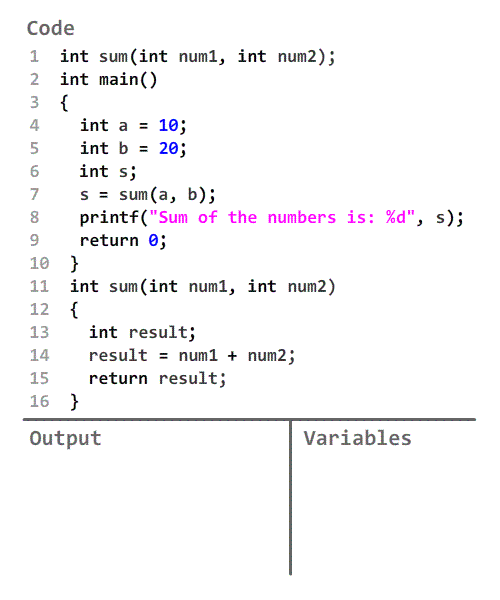 Code
1 int sum(int num1, int num2);
2 int main()
3 {
4 int a = 10;
5 int b = 20;
6 int s;
7 s = sum(a, b);
8 printf("Sum of the numbers is: %d", s);
9 return 0;
10 }
11 int sum(int num1, int num2)
12 {
13 int result;
14 result = num1 + num2;
15 return result;
16 }
Output
Variables